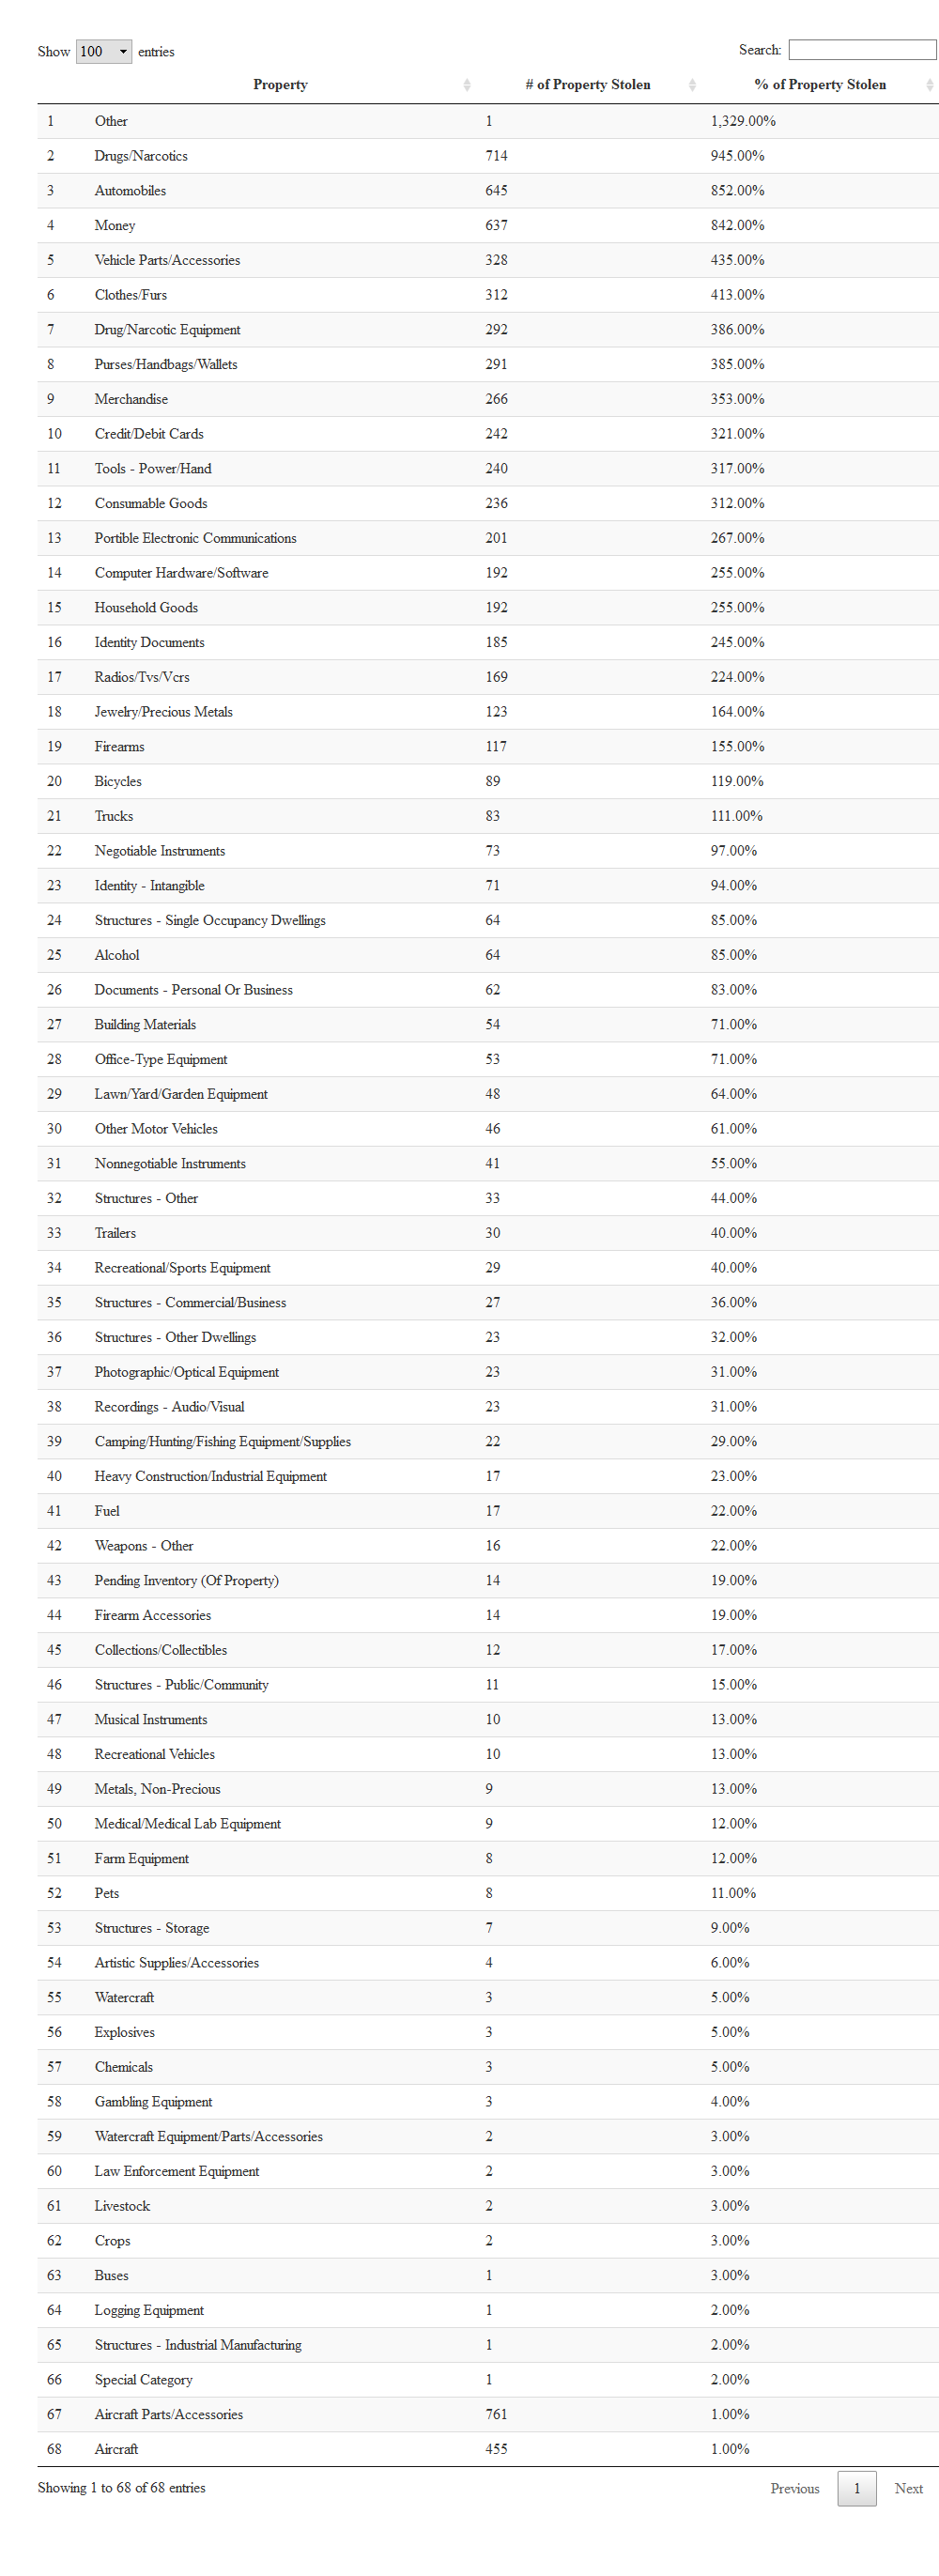 Show 100 entries Search:
Property # of Property Stolen % of Property Stolen
1 Other 1 1,329.00%
2 Drugs/Narcotics 714 945.00%
3 Automobiles 645 852.00%
4 Money 637 842.00%
5 Vehicle Parts/Accessories 328 435.00%
6 Clothes/Furs 312 413.00%
7 Drug/Narcotic Equipment 292 386.00%
8 Purses/Handbags/Wallets 291 385.00%
9 Merchandise 266 353.00%
10 Credit/Debit Cards 242 321.00%
11 Tools - Power/Hand 240 317.00%
12 Consumable Goods 236 312.00%
13 Portible Electronic Communications 201 267.00%
14 Computer Hardware/Software 192 255.00%
15 Household Goods 192 255.00%
16 Identity Documents 185 245.00%
17 Radios/Tvs/Vcrs 169 224.00%
18 Jewelry/Precious Metals 123 164.00%
19 Firearms 117 155.00%
20 Bicycles 89 119.00%
21 Trucks 83 111.00%
22 Negotiable Instruments 73 97.00%
23 Identity - Intangible 71 94.00%
24 Structures - Single Occupancy Dwellings 64 85.00%
25 Alcohol 64 85.00%
26 Documents - Personal Or Business 62 83.00%
27 Building Materials 54 71.00%
28 Office-Type Equipment 53 71.00%
29 Lawn/Yard/Garden Equipment 48 64.00%
30 Other Motor Vehicles 46 61.00%
31 Nonnegotiable Instruments 41 55.00%
32 Structures - Other 33 44.00%
33 Trailers 30 40.00%
34 Recreational/Sports Equipment 29 40.00%
35 Structures - Commercial/Business 27 36.00%
36 Structures - Other Dwellings 23 32.00%
37 Photographic/Optical Equipment 23 31.00%
38 Recordings - Audio/Visual 23 31.00%
39 Camping/Hunting/Fishing Equipment/Supplies 22 29.00%
40 Heavy Construction/Industrial Equipment 17 23.00%
41 Fuel 17 22.00%
42 Weapons - Other 16 22.00%
43 Pending Inventory (Of Property) 14 19.00%
44 Firearm Accessories 14 19.00%
45 Collections/Collectibles 12 17.00%
46 Structures - Public/Community 11 15.00%
47 Musical Instruments 10 13.00%
48 Recreational Vehicles 10 13.00%
49 Metals, Non-Precious 9 13.00%
50 Medical/Medical Lab Equipment 9 12.00%
51 Farm Equipment 8 12.00%
52 Pets 8 11.00%
53 Structures - Storage 7 9.00%
54 Artistic Supplies/Accessories 4 6.00%
55 Watercraft 3 5.00%
56 Explosives 3 5.00%
57 Chemicals 3 5.00%
58 Gambling Equipment 3 4.00%
59 Watercraft Equipment/Parts/Accessories 2 3.00%
60 Law Enforcement Equipment 2 3.00%
61 Livestock 2 3.00%
62 Crops 2 3.00%
63 Buses 1 3.00%
64 Logging Equipment 1 2.00%
65 Structures - Industrial Manufacturing 1 2.00%
66 Special Category 1 2.00%
67 Aircraft Parts/Accessories 761 1.00%
68 Aircraft 455 1.00%
Showing 1 to 68 of 68 entries Previous 1 Next